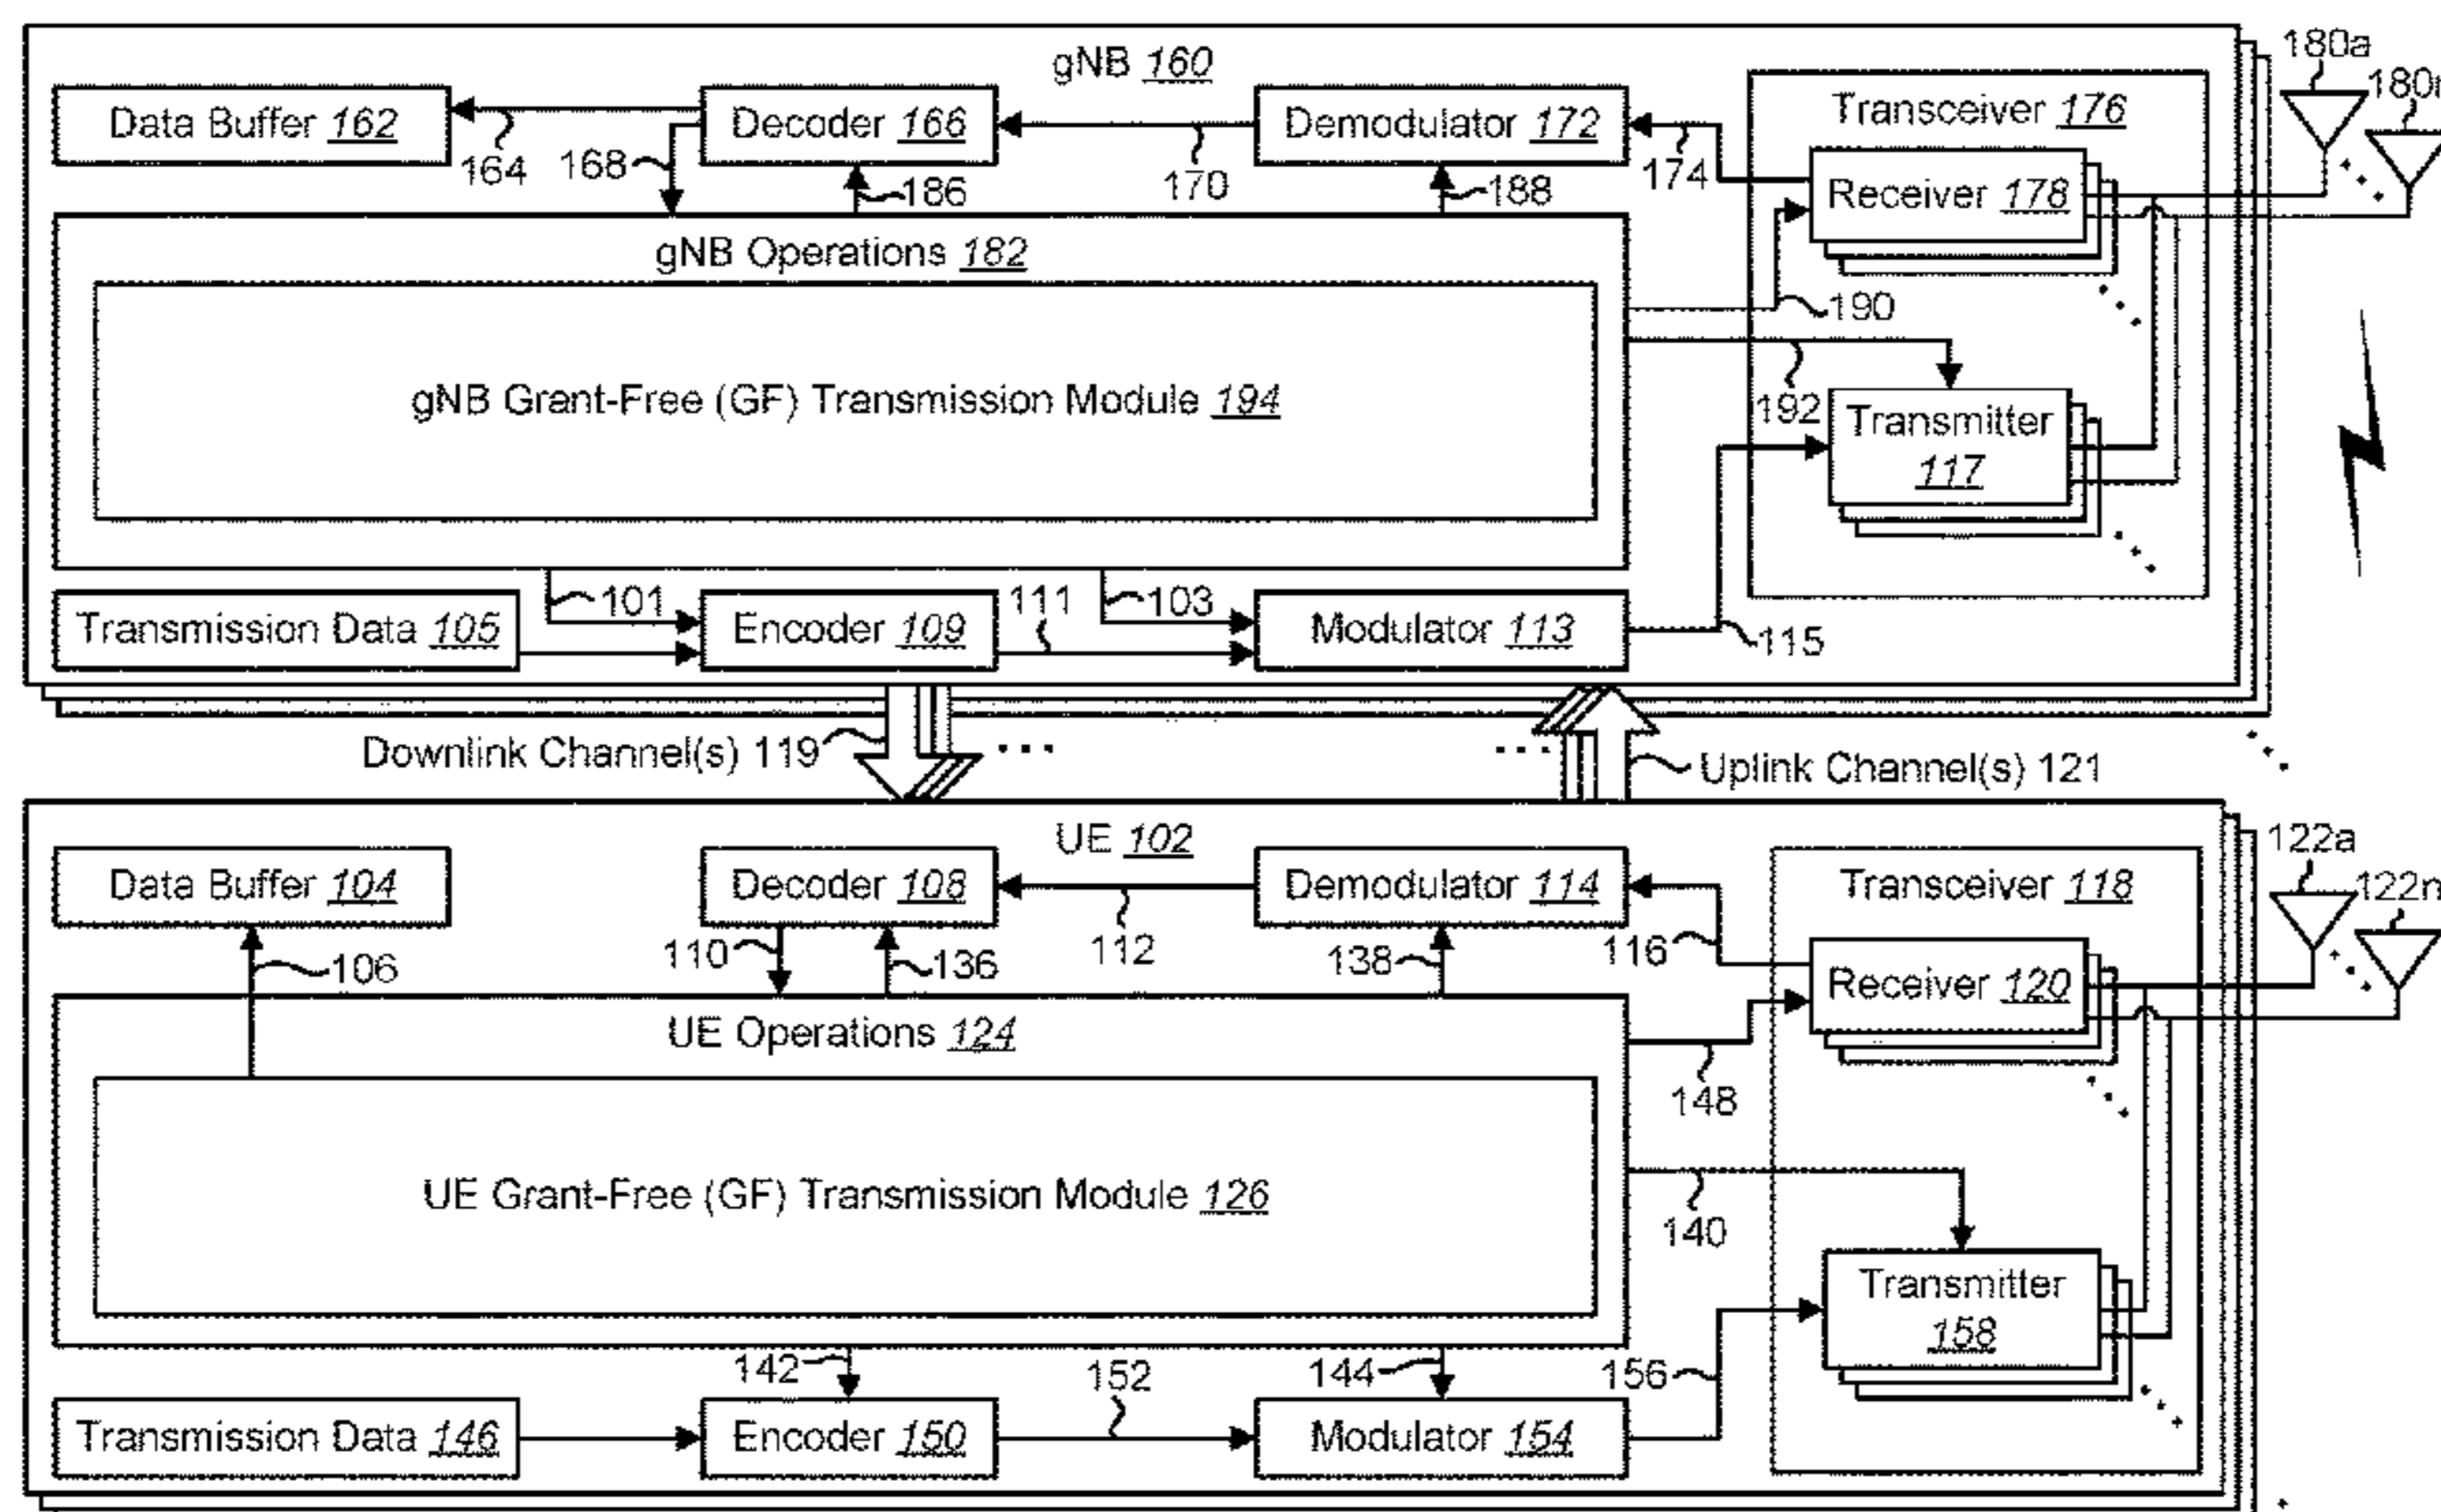 gNB 160
180a
180n
Data Buffer 162
Decoder 166
Demodulator 172
Transceiver 176
164
168
186
170
188
174
Receiver 178
gNB Operations 182
190
gNB Grant-Free (GF) Transmission Module 194
192
Transmitter
117
101
111
103
Transmission Data 105
Encoder 109
Modulator 113
115
Downlink Channel(s) 119
Uplink Channel(s) 121
UE 102
122a
122n
Data Buffer 104
Decoder 108
Demodulator 114
Transceiver 118
106
110
136
112
138
116
Receiver 120
UE Operations 124
148
UE Grant-Free (GF) Transmission Module 126
140
Transmitter
158
142
152
144
156
Transmission Data 146
Encoder 150
Modulator 154